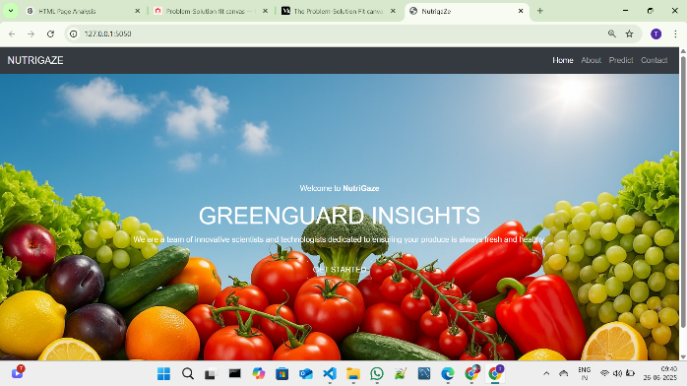 HTML Page Analysis
Problem-Solution fit canvas —
The Problem-Solution Fit canv
NutrigaZe
127.0.0.1:5050
NUTRIGAZE
Home About Predict Contact
Welcome to NutriGaze
GREENGUARD INSIGHTS
We are a team of innovative scientists and technologists dedicated to ensuring your produce is always fresh and healthy.
GET STARTED
ENG
IN
09:40
26-06-2025